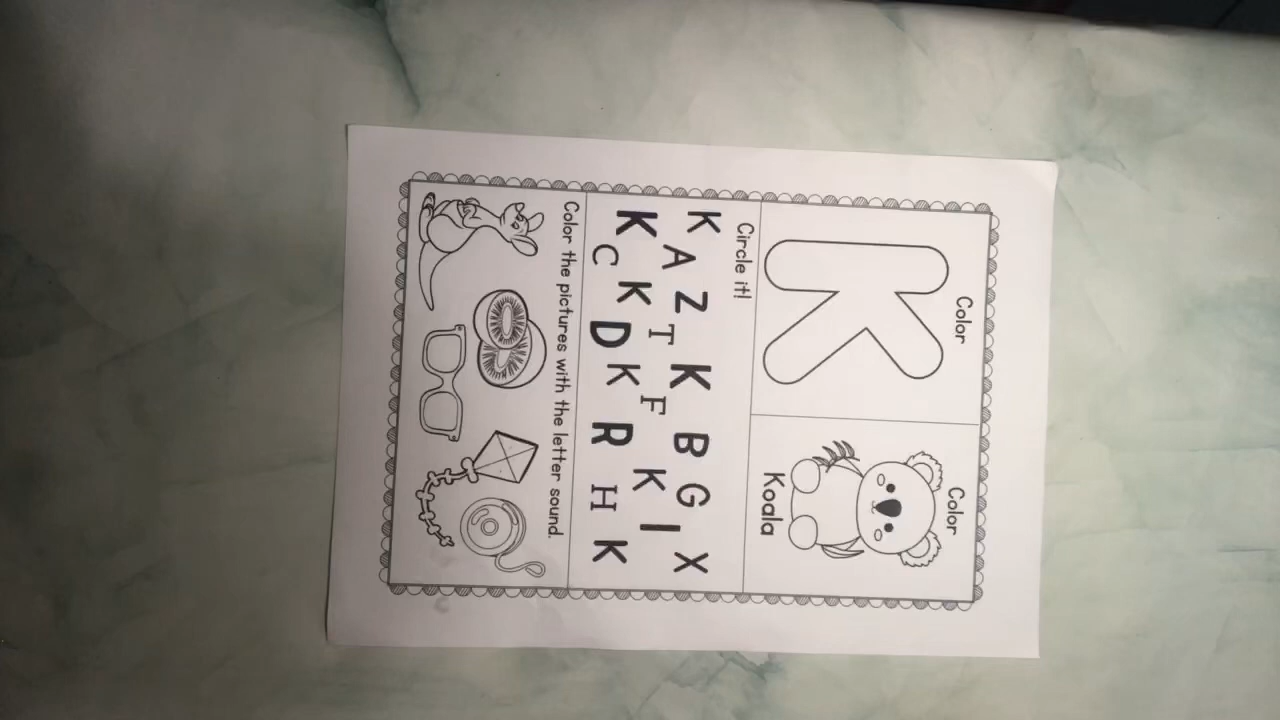 Color
K
Color
Koala
Circle it!
K Z K B G X
A T F K I
K K D K R H K
C
Color the pictures with the letter sound.